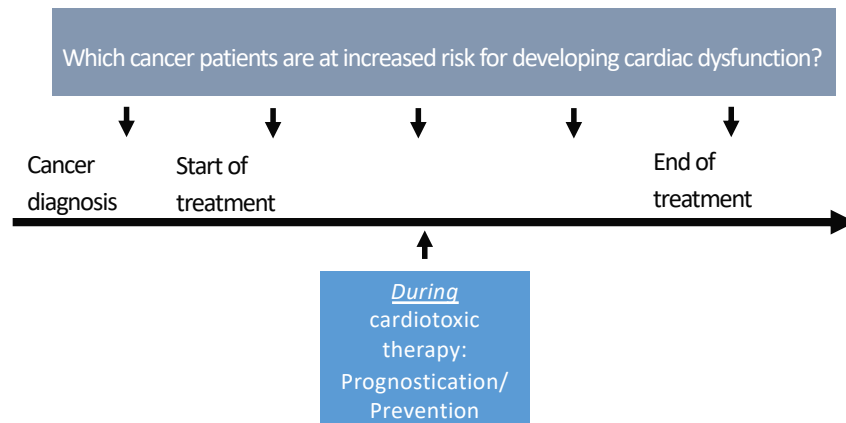 Which cancer patients are at increased risk for developing cardiac dysfunction?
Cancer
diagnosis
Start of
treatment
End of
treatment
During
cardiotoxic
therapy:
Prognostication/
Prevention